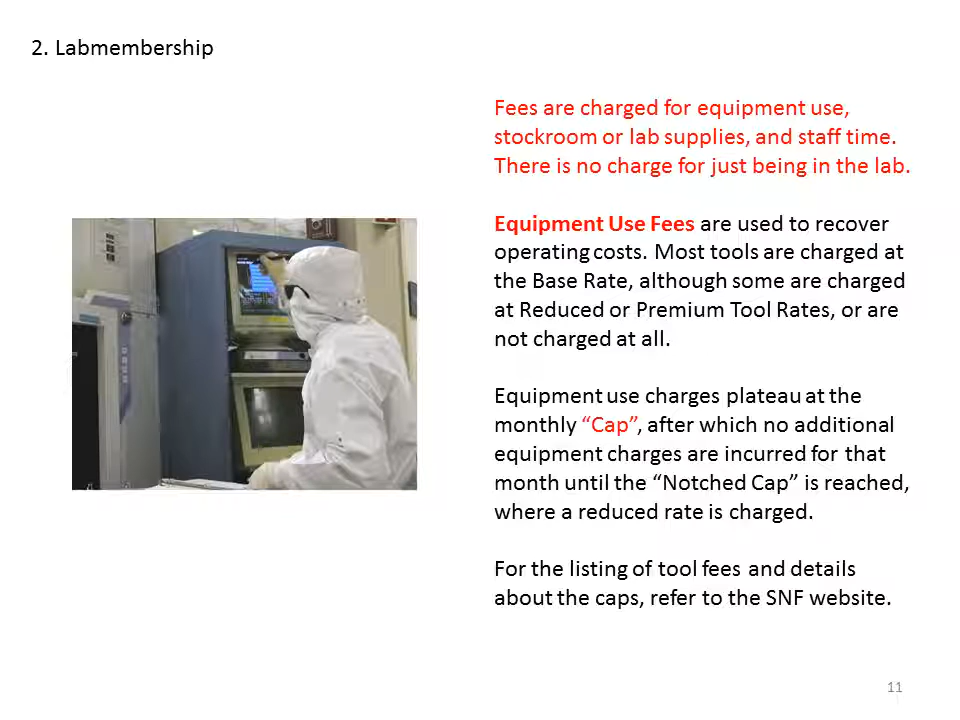 2. Labmembership
Fees are charged for equipment use,
stockroom or lab supplies, and staff time.
There is no charge for just being in the lab.
Equipment Use Fees are used to recover
operating costs. Most tools are charged at
the Base Rate, although some are charged
at Reduced or Premium Tool Rates, or are
not charged at all.
Equipment use charges plateau at the
monthly “Cap”, after which no additional
equipment charges are incurred for that
month until the “Notched Cap” is reached,
where a reduced rate is charged.
For the listing of tool fees and details
about the caps, refer to the SNF website.
11